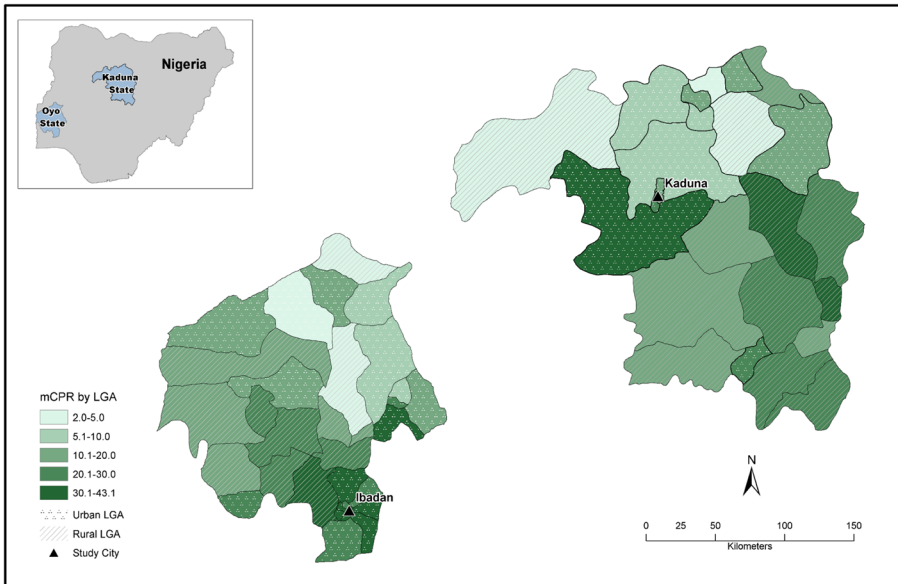 Nigeria
Kaduna
State
Oyo
State
Kaduna
Ibadan
mCPR by LGA
2.0-5.0
5.1-10.0
10.1-20.0
20.1-30.0
30.1-43.1
Urban LGA
Rural LGA
Study City
N
0 25 50 100 150
Kilometers